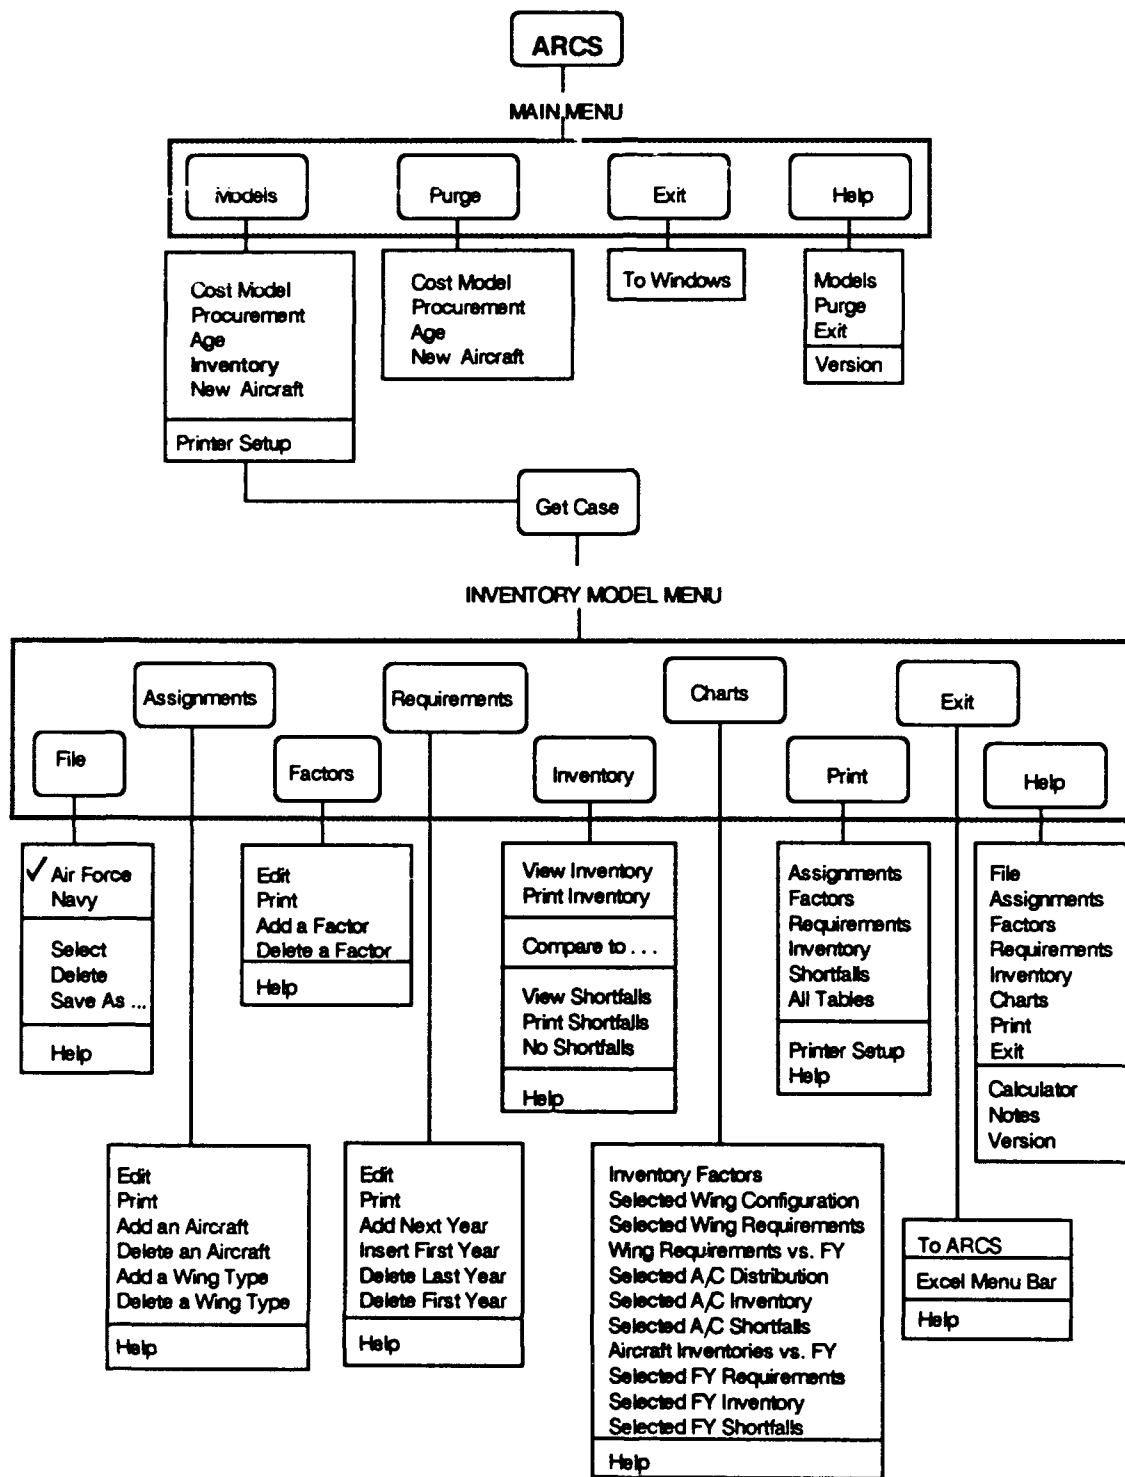 ARCS
MAIN MENU
Models
Purge
Exit
Help
Cost Model
Procurement
Age
Inventory
New Aircraft
Printer Setup
Cost Model
Procurement
Age
New Aircraft
To Windows
Models
Purge
Exit
Version
Get Case
INVENTORY MODEL MENU
Assignments
Requirements
Charts
Exit
File
Factors
Inventory
Print
Help
✓ Air Force
Navy
Select
Delete
Save As ...
Help
Edit
Print
Add a Factor
Delete a Factor
Help
View Inventory
Print Inventory
Compare to . . .
View Shortfalls
Print Shortfalls
No Shortfalls
Help
Assignments
Factors
Requirements
Inventory
Shortfalls
All Tables
Printer Setup
Help
File
Assignments
Factors
Requirements
Inventory
Charts
Print
Exit
Calculator
Notes
Version
Edit
Print
Add an Aircraft
Delete an Aircraft
Add a Wing Type
Delete a Wing Type
Help
Edit
Print
Add Next Year
Insert First Year
Delete Last Year
Delete First Year
Help
Inventory Factors
Selected Wing Configuration
Selected Wing Requirements
Wing Requirements vs. FY
Selected A/C Distribution
Selected A/C Inventory
Selected A/C Shortfalls
Aircraft Inventories vs. FY
Selected FY Requirements
Selected FY Inventory
Selected FY Shortfalls
Help
To ARCS
Excel Menu Bar
Help